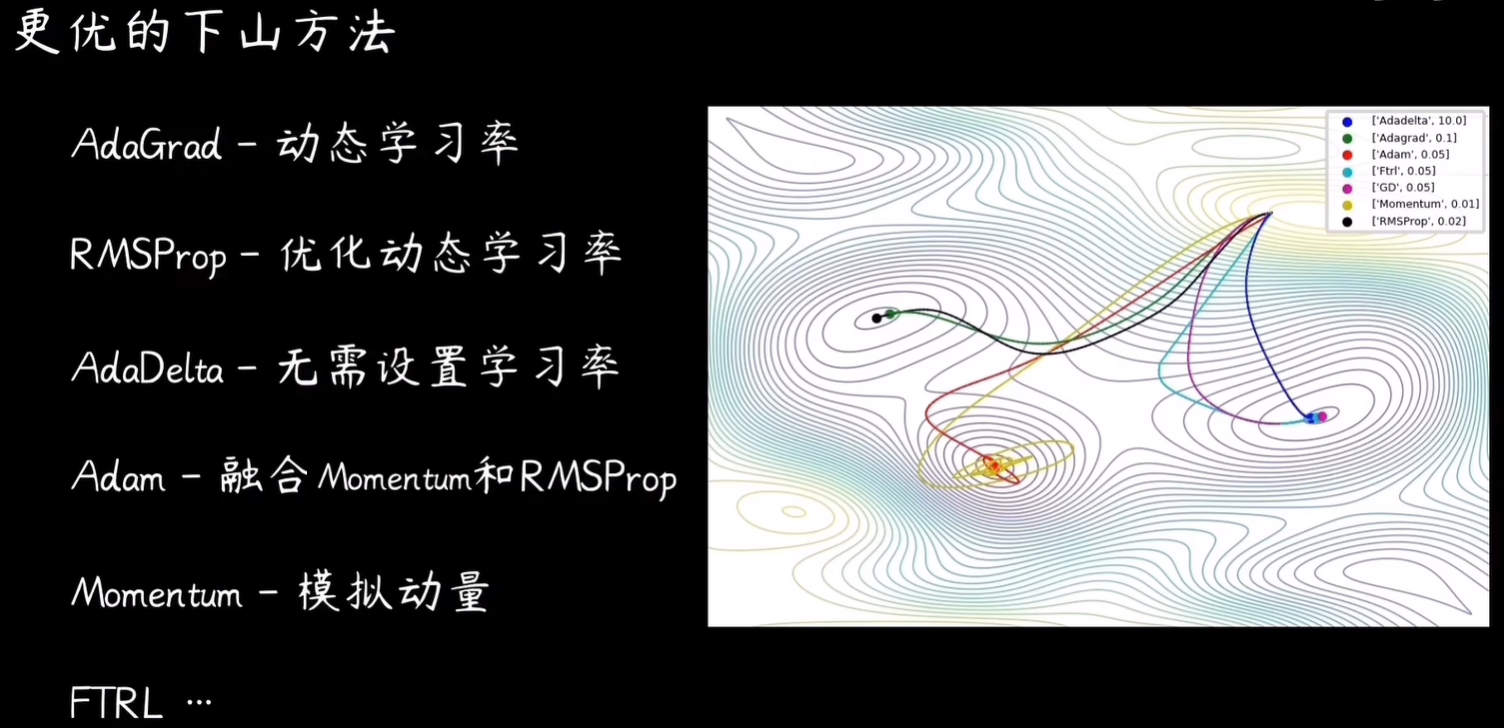 更优的下山方法
AdaGrad - 动态学习率
RMSProp - 优化动态学习率
AdaDelta - 无需设置学习率
Adam - 融合Momentum和RMSProp
Momentum - 模拟动量
FTRL ...
['Adadelta', 10.0]
['Adagrad', 0.1]
['Adam', 0.05]
['Ftrl', 0.05]
['GD', 0.05]
['Momentum', 0.01]
['RMSProp', 0.02]